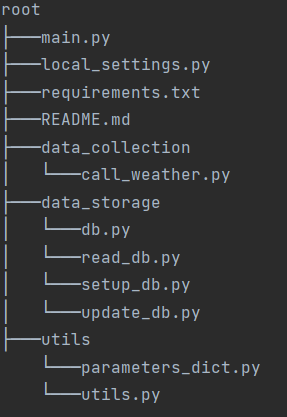 root
├───main.py
├───local_settings.py
├───requirements.txt
├───README.md
├───data_collection
│   └───call_weather.py
├───data_storage
│   └───db.py
│   └───read_db.py
│   └───setup_db.py
│   └───update_db.py
├───utils
    └───parameters_dict.py
    └───utils.py